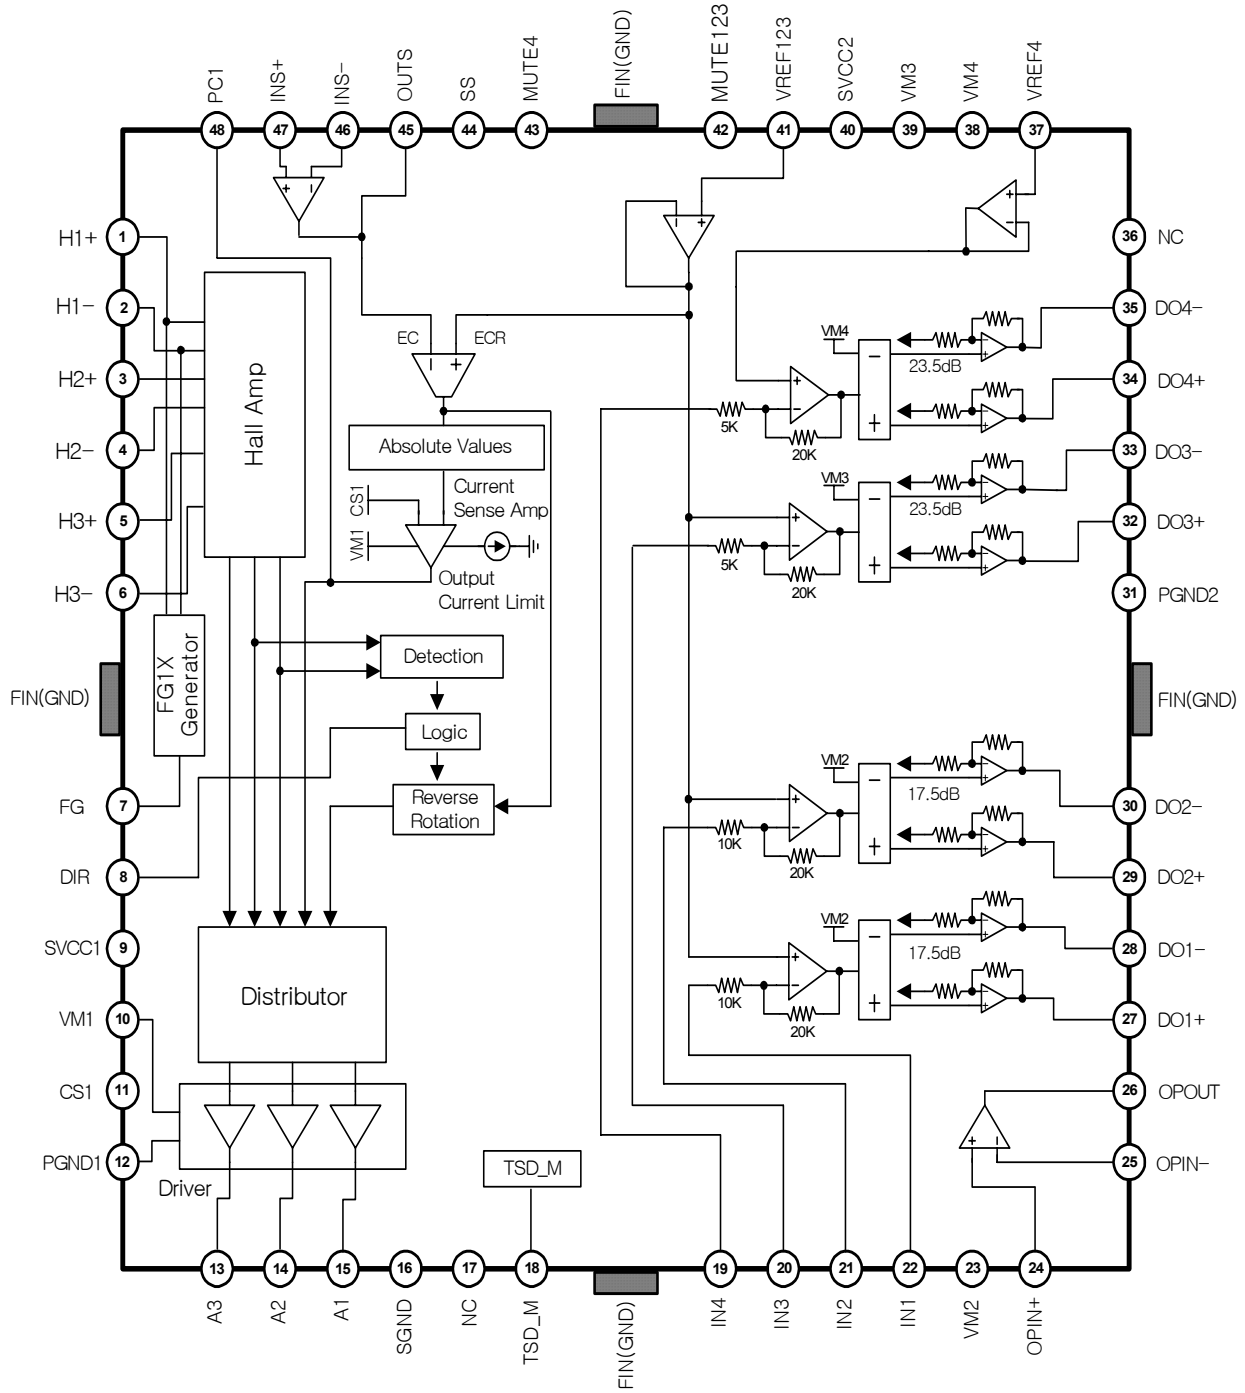 PC1
INS+
INS-
OUTS
SS
MUTE4
FIN(GND)
MUTE123
VREF123
SVCC2
VM3
VM4
VREF4
48
47
46
45
44
43
42
41
40
39
38
37
H1+
1
H1-
2
H2+
3
H2-
4
H3+
5
H3-
6
FIN(GND)
FG
7
DIR
8
SVCC1
9
VM1
10
CS1
11
PGND1
12
Hall Amp
FG1X
Generator
+
-
EC
-
+
ECR
Absolute Values
CS1
VM1
Current
Sense Amp
Output
Current Limit
Detection
Logic
Reverse
Rotation
Distributor
Driver
TSD_M
-
+
+
-
VM4
-
+
23.5dB
+
-
5K
20K
-
+
-
+
VM3
-
+
23.5dB
+
-
5K
20K
-
+
-
+
VM2
-
+
17.5dB
+
-
10K
20K
-
+
-
+
VM2
-
+
17.5dB
+
-
10K
20K
-
+
-
+
+
-
36
NC
35
DO4-
34
DO4+
33
DO3-
32
DO3+
31
PGND2
FIN(GND)
30
DO2-
29
DO2+
28
DO1-
27
DO1+
26
OPOUT
25
OPIN-
13
14
15
16
17
18
19
20
21
22
23
24
A3
A2
A1
SGND
NC
TSD_M
FIN(GND)
IN4
IN3
IN2
IN1
VM2
OPIN+